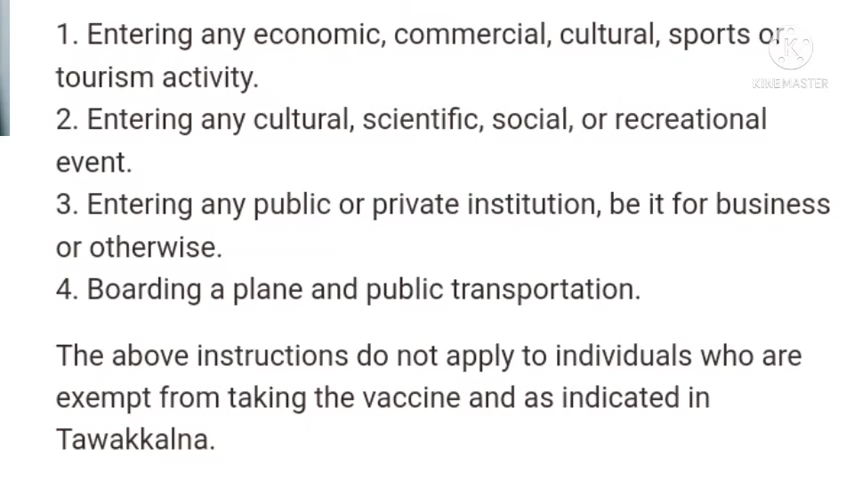 1. Entering any economic, commercial, cultural, sports or
tourism activity.
2. Entering any cultural, scientific, social, or recreational
event.
3. Entering any public or private institution, be it for business
or otherwise.
4. Boarding a plane and public transportation.
The above instructions do not apply to individuals who are
exempt from taking the vaccine and as indicated in
Tawakkalna.
K
KINEMASTER